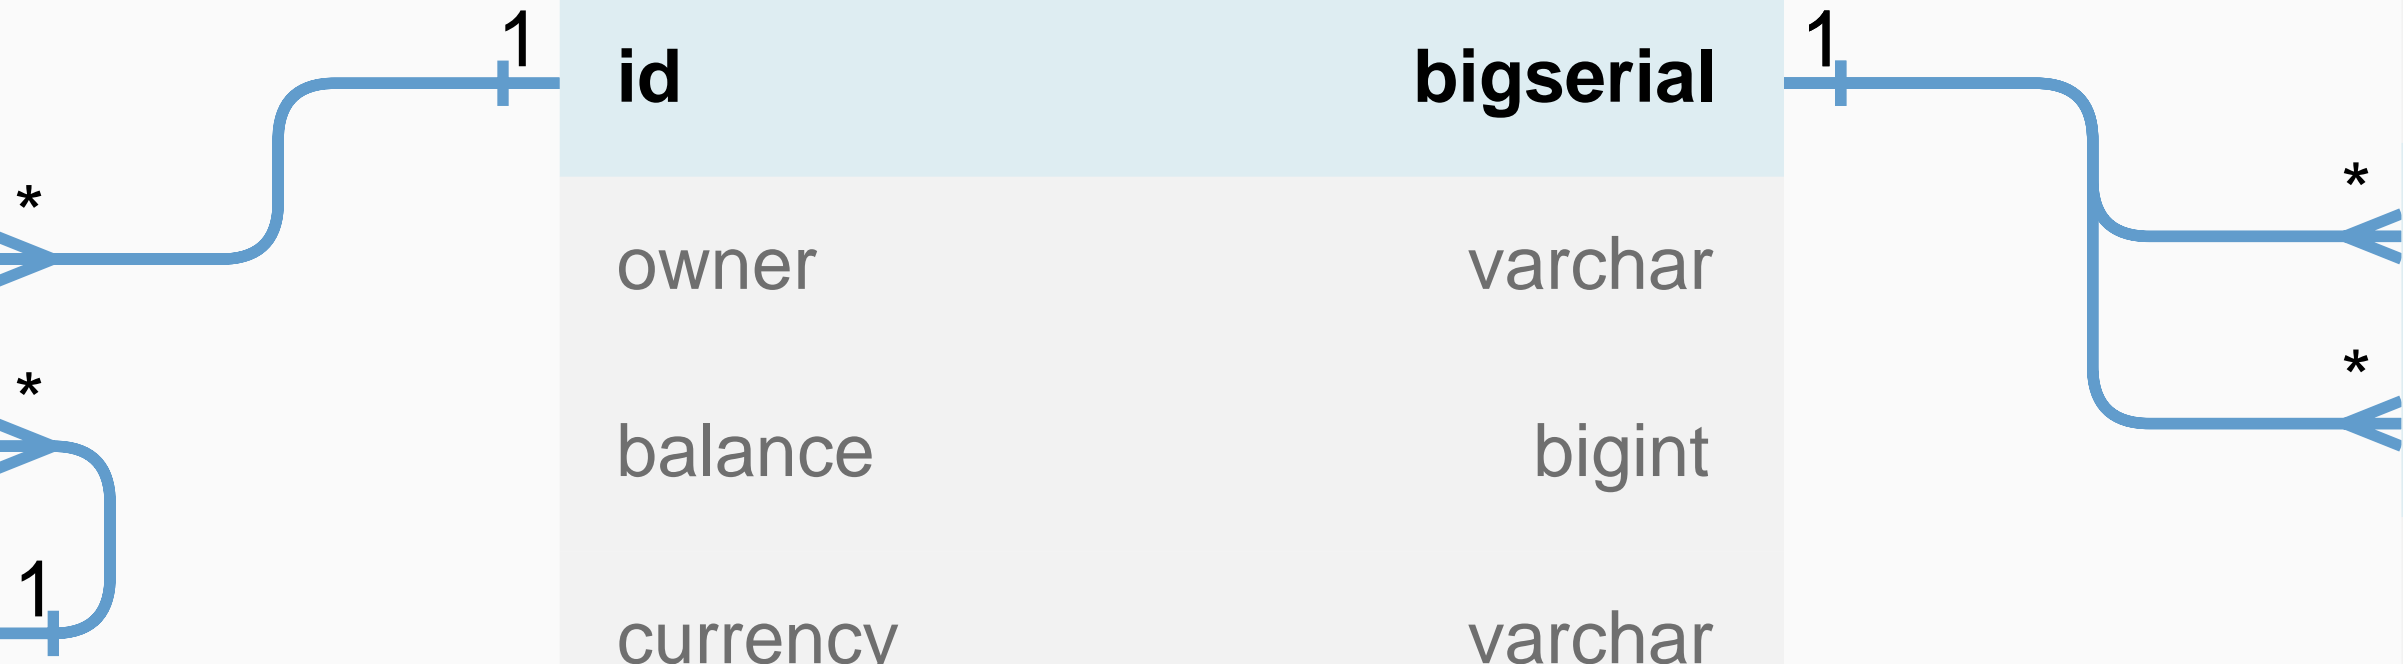 1 id bigserial 1
* *
owner varchar
* *
balance bigint
1
currency varchar